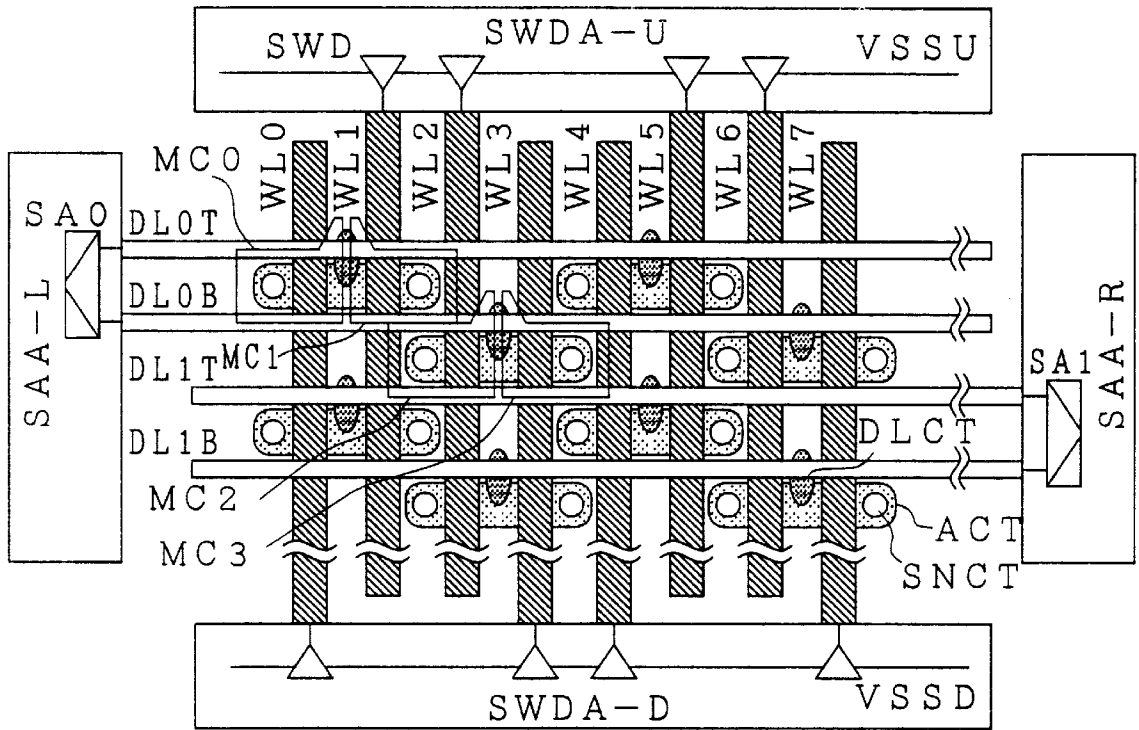 SWDA-U
SWD
VSSU
WL0
WL1
WL2
WL3
WL4
WL5
WL6
WL7
MC0
SA0
DL0T
SAA-L
DL0B
SAA-R
MC1
DL1T
SA1
DL1B
DLCT
MC2
ACT
MC3
SNCT
SWDA-D
VSSD